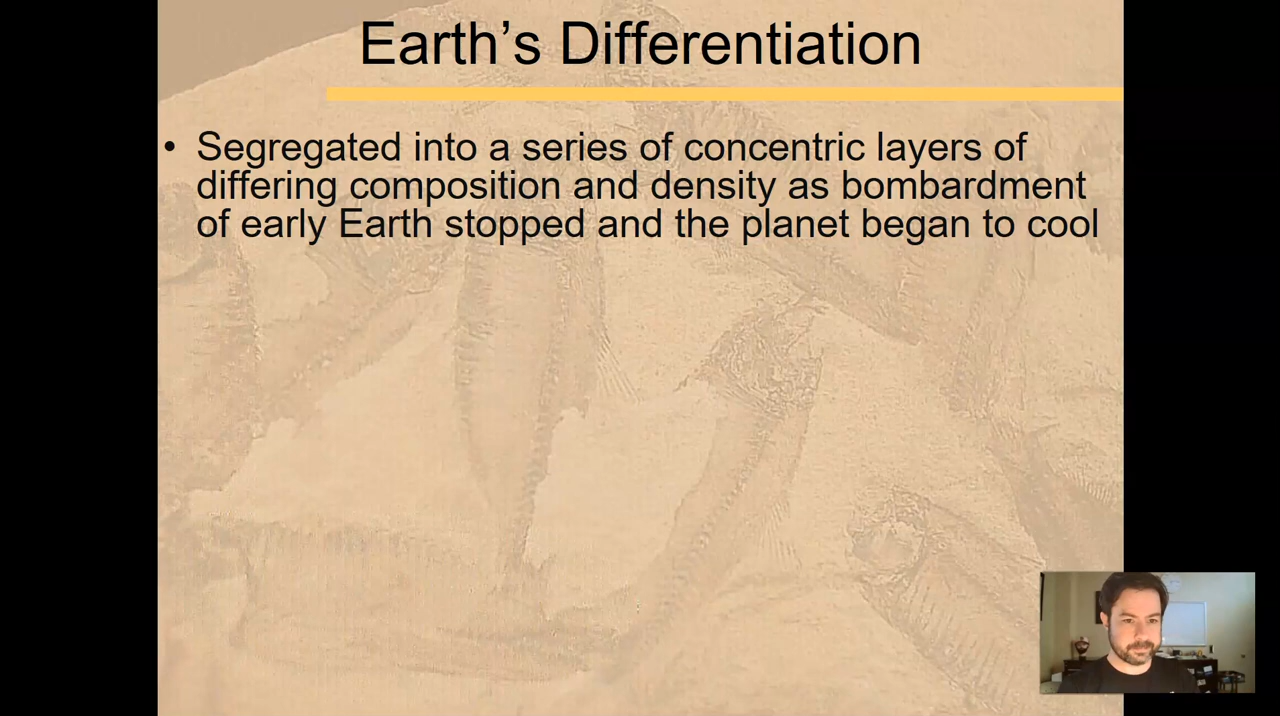 Earth’s Differentiation
• Segregated into a series of concentric layers of
differing composition and density as bombardment
of early Earth stopped and the planet began to cool